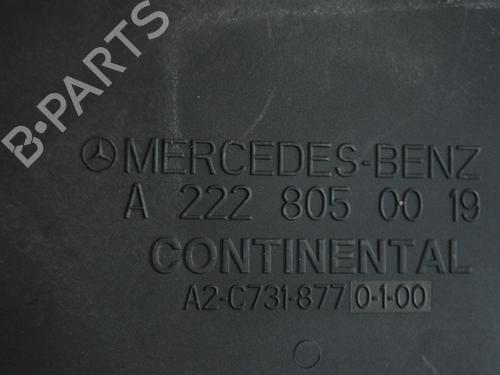 B-PARTS
MERCEDES-BENZ
A 222 805 00 19
CONTINENTAL
A2-C731-877 0-1-00